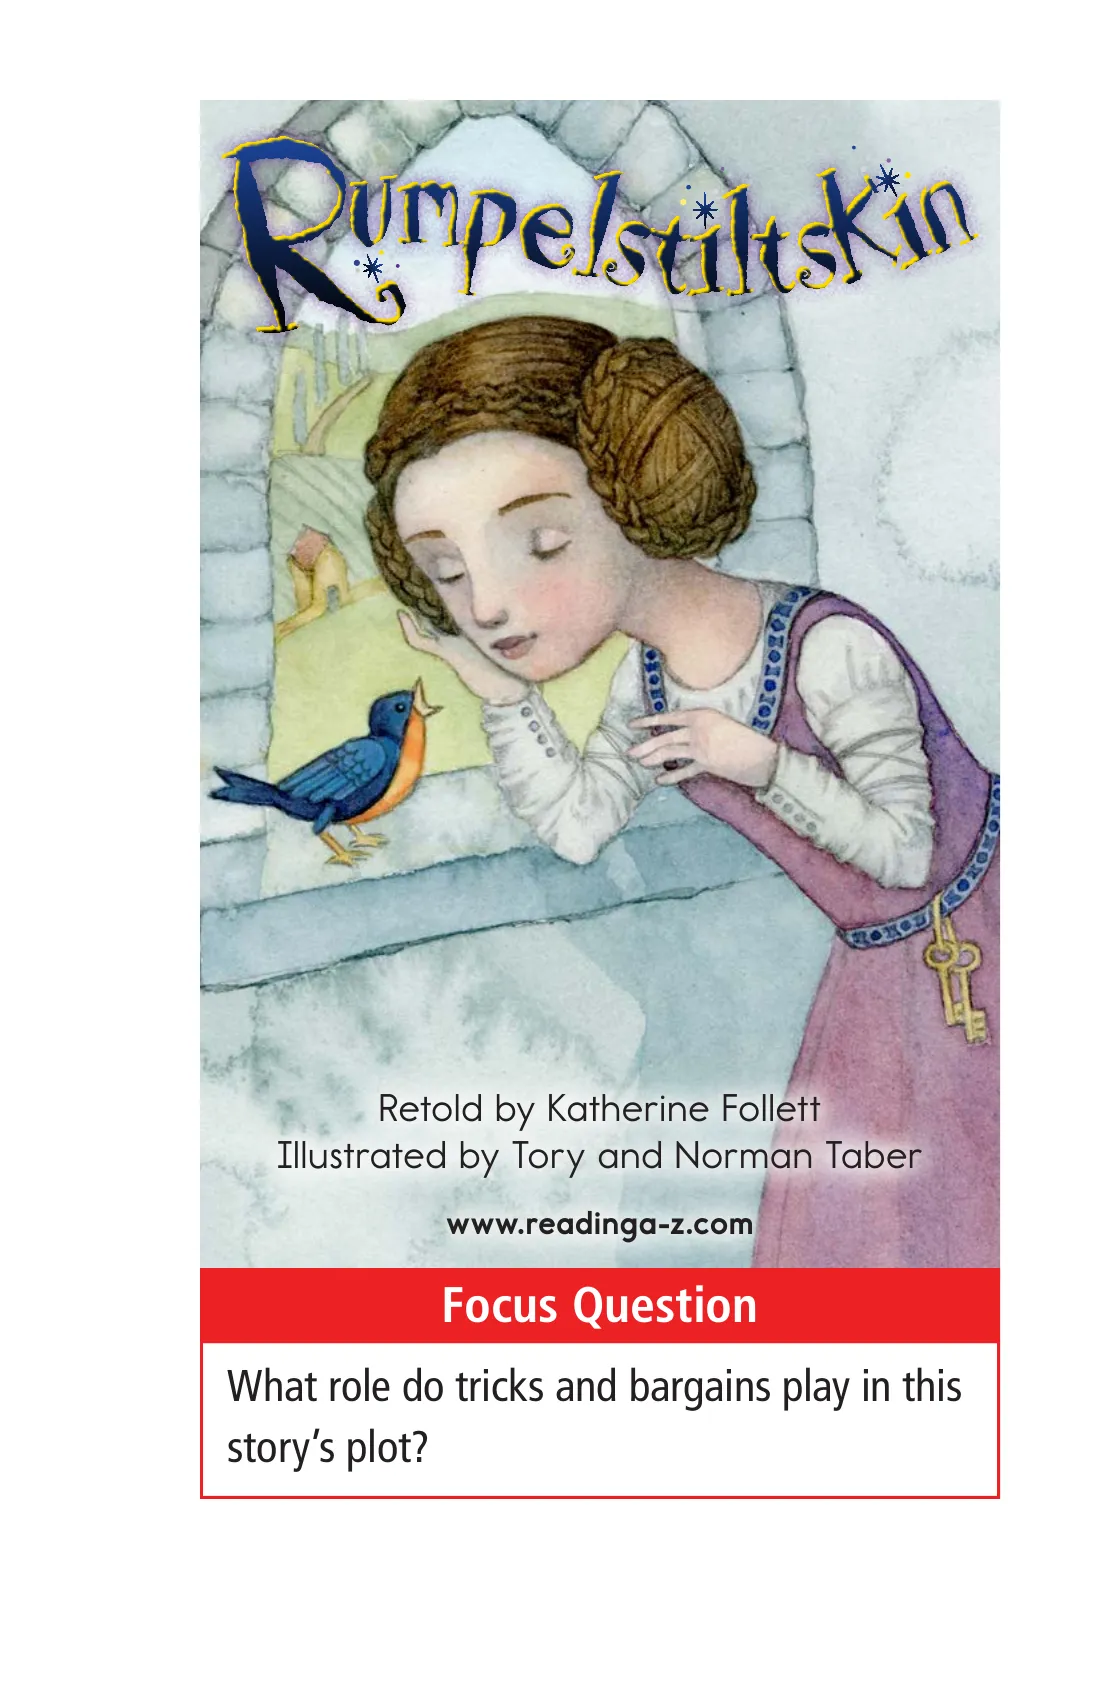 Rumpelstiltskin
Retold by Katherine Follett
Illustrated by Tory and Norman Taber
www.readinga-z.com
Focus Question
What role do tricks and bargains play in this
story’s plot?